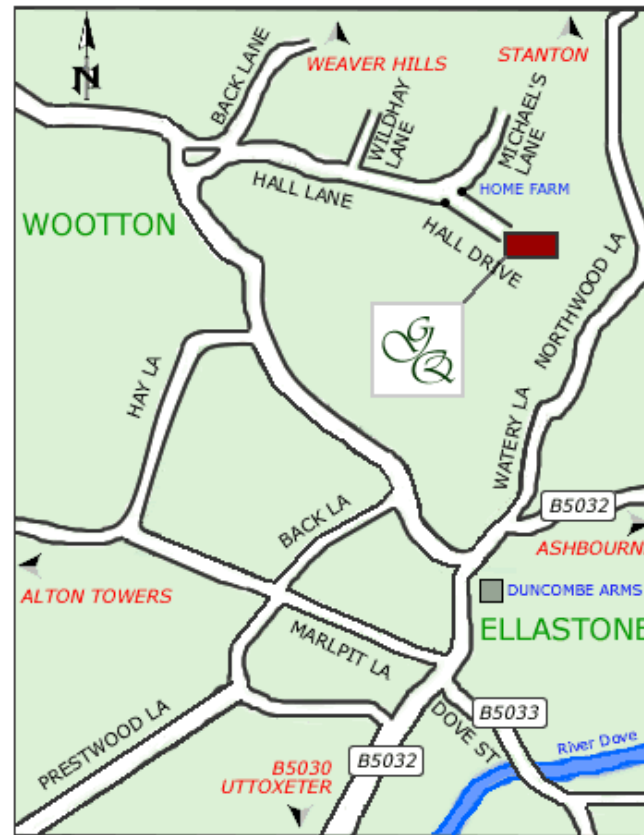 N
BACK LANE
WEAVER HILLS
STANTON
WILDHAY
LANE
MICHAEL'S
LANE
HALL LANE
HOME FARM
WOOTTON
HALL DRIVE
NORTHWOOD LA
GQ
HAY LA
WATERY LA
BACK LA
B5032
ASHBOURN
ALTON TOWERS
DUNCOMBE ARMS
ELLASTONE
MARLPIT LA
PRESTWOOD LA
DOVE ST
B5033
River Dove
B5030
UTTOXETER
B5032